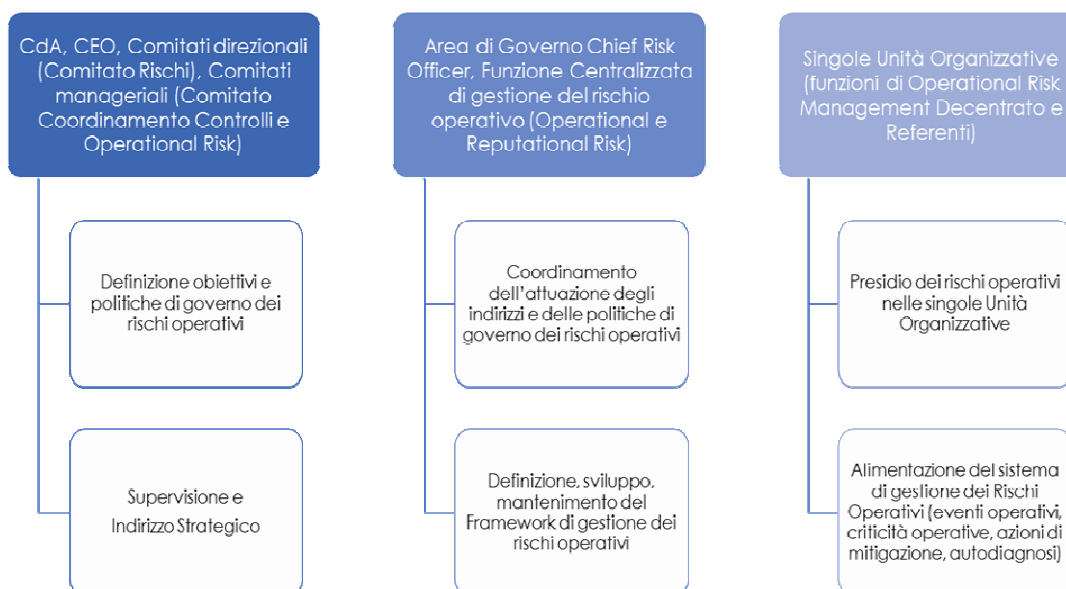 CdA, CEO, Comitati direzionali
(Comitato Rischi), Comitati
manageriali (Comitato
Coordinamento Controlli e
Operational Risk)
Definizione obiettivi e
politiche di governo dei
rischi operativi
Supervisione e
Indirizzo Strategico
Area di Governo Chief Risk
Officer, Funzione Centralizzata
di gestione del rischio
operativo (Operational e
Reputational Risk)
Coordinamento
dell'attuazione degli
indirizzi e delle politiche di
governo dei rischi operativi
Definizione, sviluppo,
mantenimento del
Framework di gestione dei
rischi operativi
Singole Unità Organizzative
(funzioni di Operational Risk
Management Decentrato e
Referenti)
Presidio dei rischi operativi
nelle singole Unità
Organizzative
Alimentazione del sistema
di gestione dei Rischi
Operativi (eventi operativi,
criticità operative, azioni di
mitigazione, autodiagnosi)